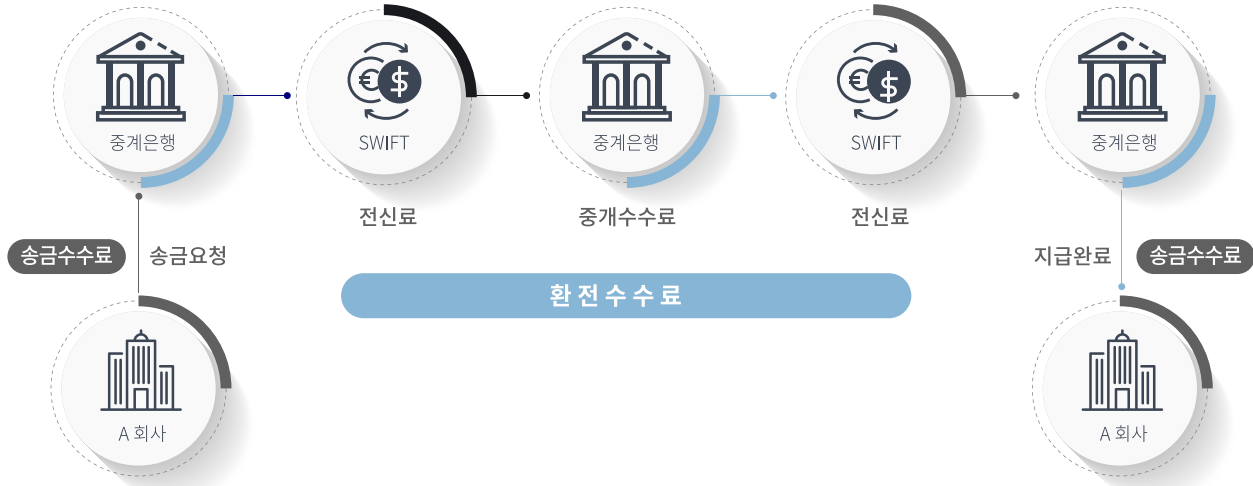 중계은행
SWIFT
중계은행
SWIFT
중계은행
전신료
중개수수료
전신료
송금수수료
송금요청
지급완료
송금수수료
환전수수료
A 회사
A 회사